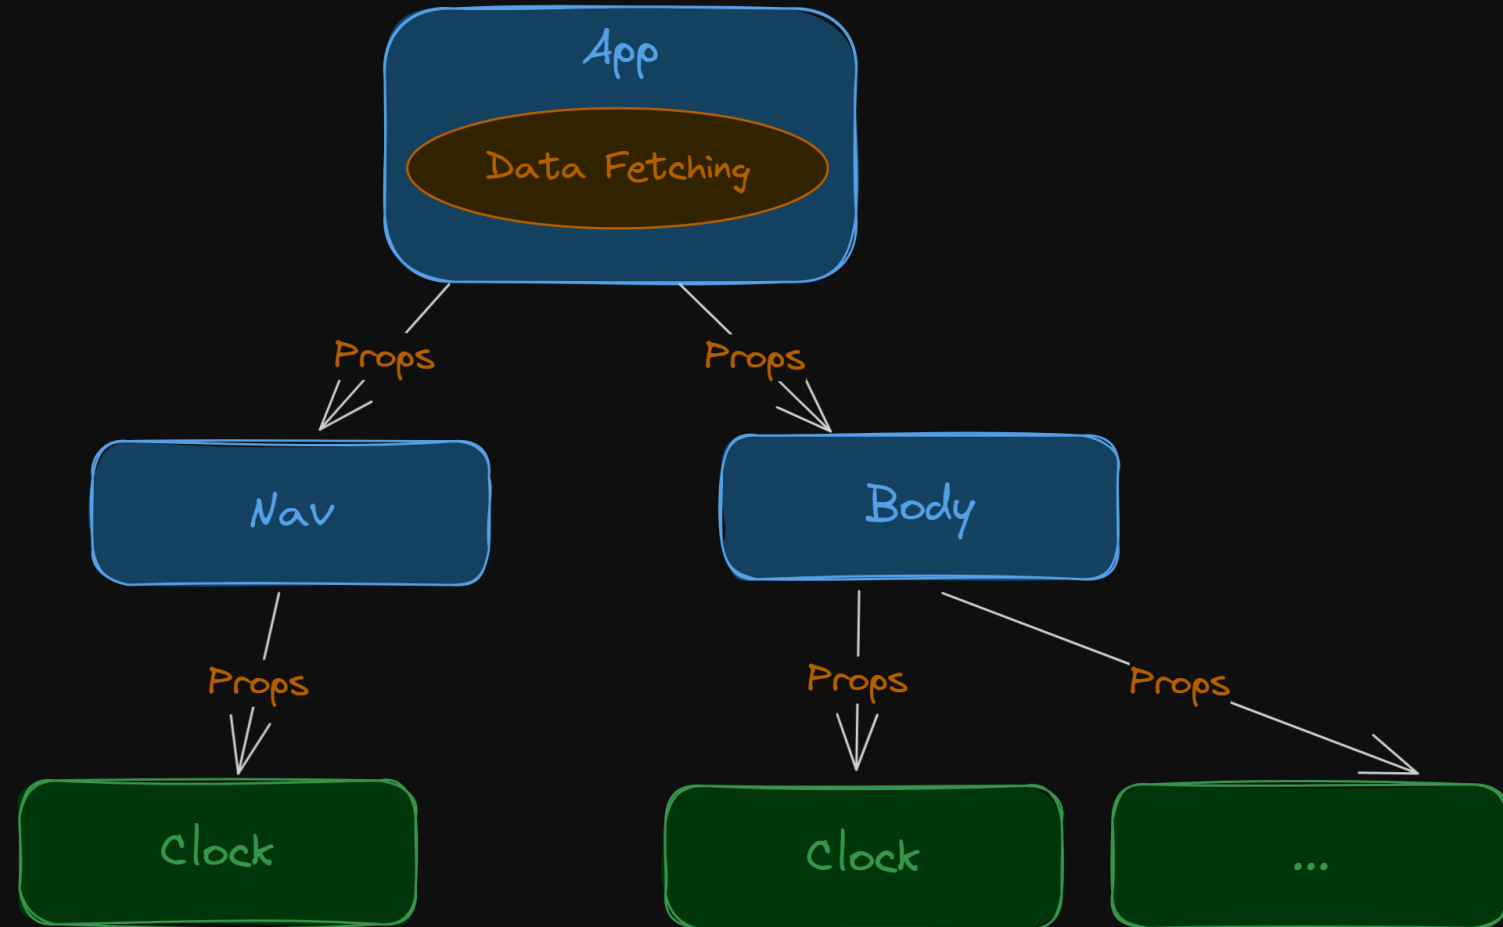 App
Data Fetching
Props
Props
Nav
Body
Props
Props
Props
Clock
Clock
...